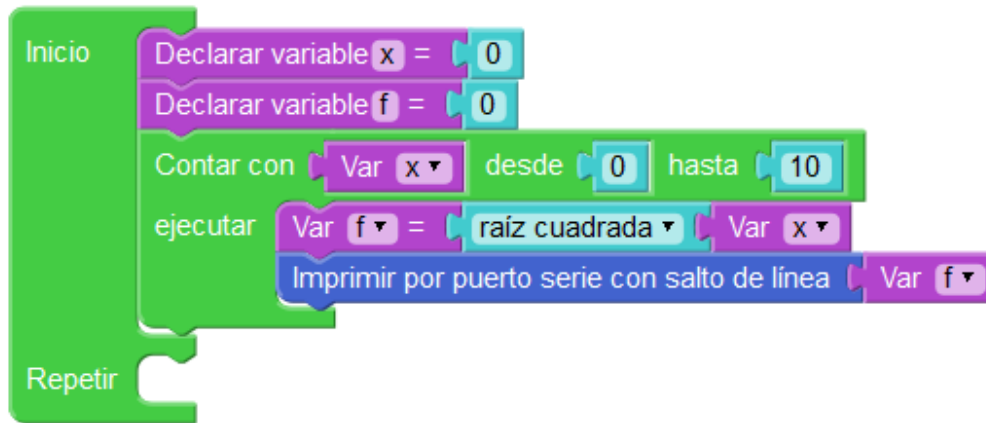 Inicio Declarar variable x = 0
Declarar variable f = 0
Contar con Var x desde 0 hasta 10
ejecutar Var f = raíz cuadrada Var x
Imprimir por puerto serie con salto de línea Var f
Repetir